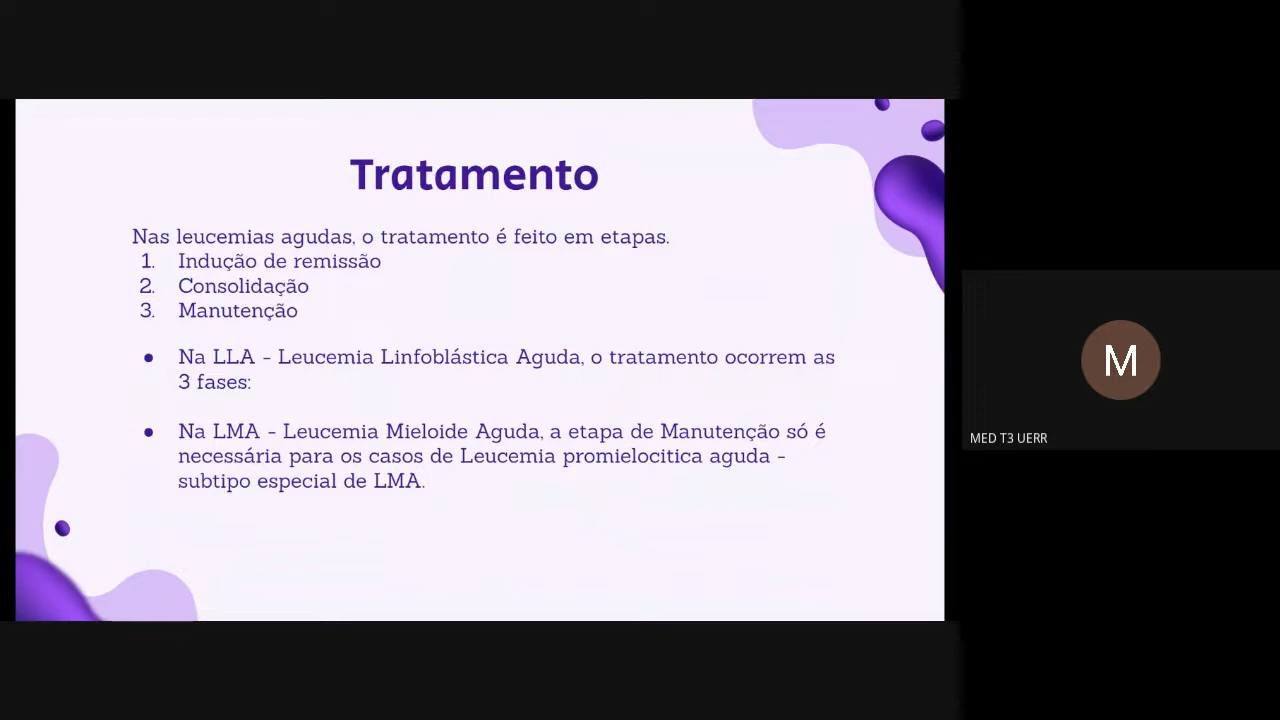 Tratamento
Nas leucemias agudas, o tratamento é feito em etapas.
1. Indução de remissão
2. Consolidação
3. Manutenção
● Na LLA - Leucemia Linfoblástica Aguda, o tratamento ocorrem as
3 fases:
● Na LMA - Leucemia Mieloide Aguda, a etapa de Manutenção só é
necessária para os casos de Leucemia promielocitica aguda -
subtipo especial de LMA.
M
MED T3 UERR